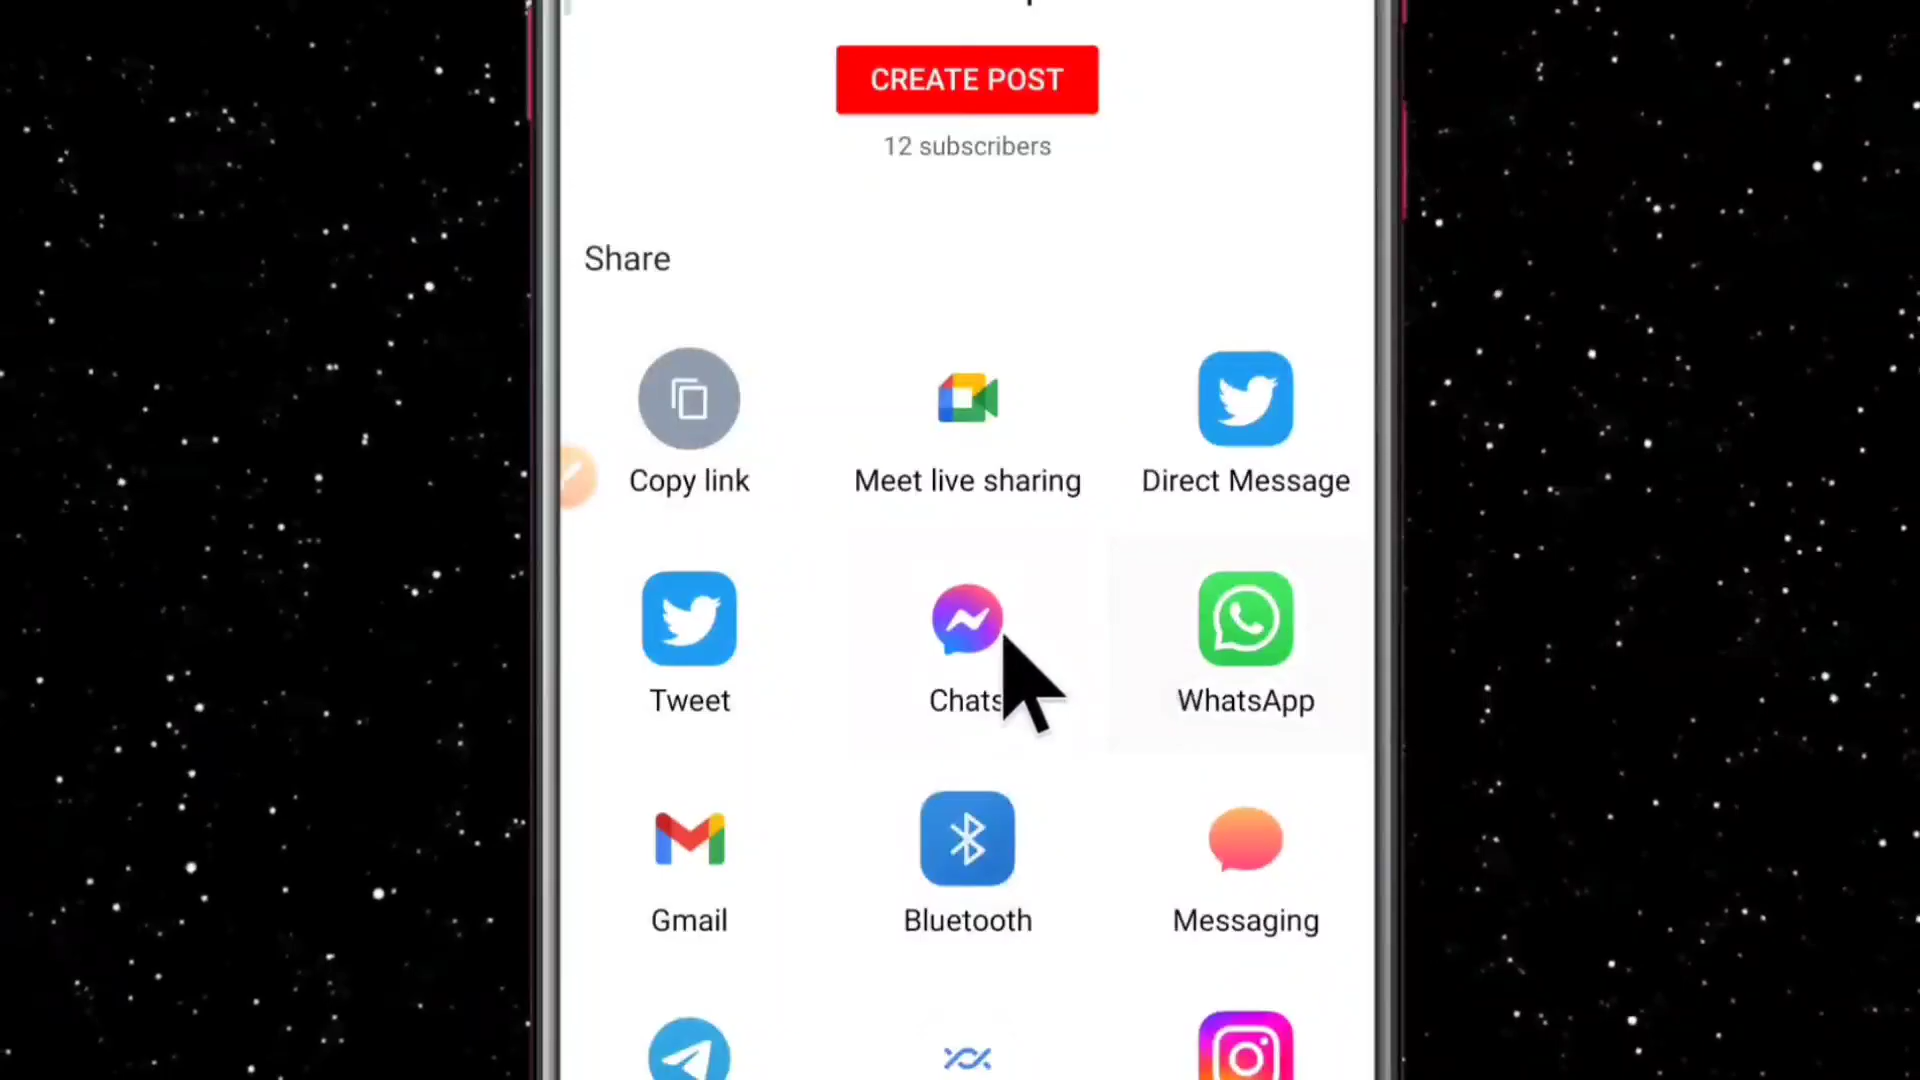 CREATE POST
12 subscribers
Share
Copy link
Meet live sharing
Direct Message
Tweet
Chats
WhatsApp
Gmail
Bluetooth
Messaging